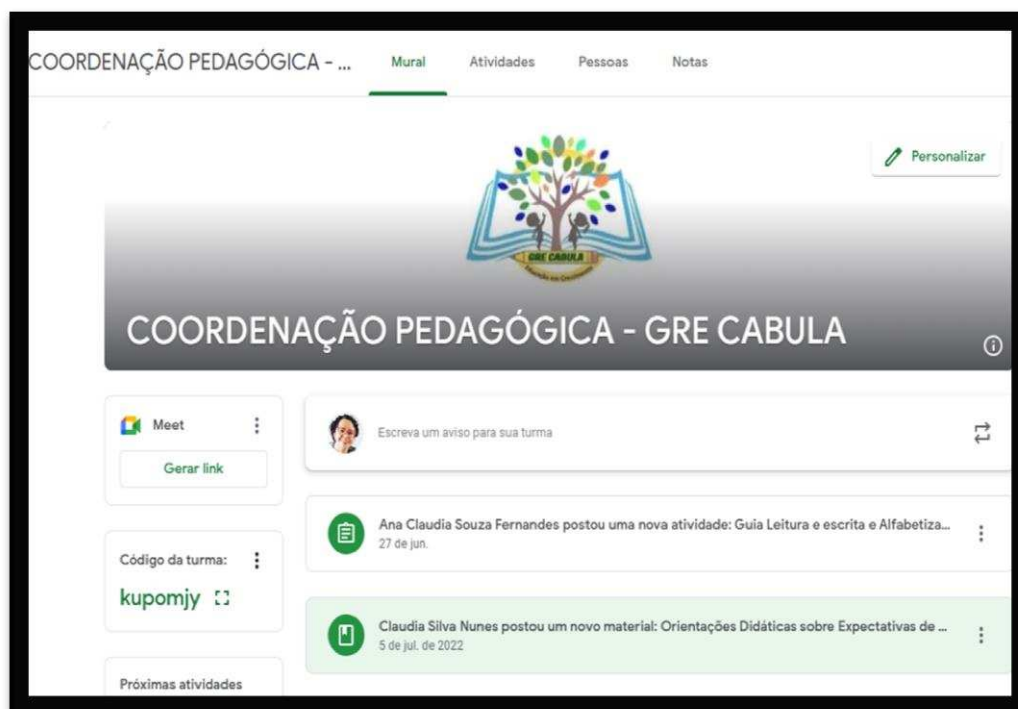 COORDENAÇÃO PEDAGÓGICA - ...
Mural
Atividades
Pessoas
Notas
Personalizar
GRE CABULA
COORDENAÇÃO PEDAGÓGICA - GRE CABULA
Meet
Gerar link
Escreva um aviso para sua turma
Ana Claudia Souza Fernandes postou uma nova atividade: Guia Leitura e escrita e Alfabetiza...
27 de jun.
Código da turma:
kupomjy
Claudia Silva Nunes postou um novo material: Orientações Didáticas sobre Expectativas de ...
5 de jul. de 2022
Próximas atividades